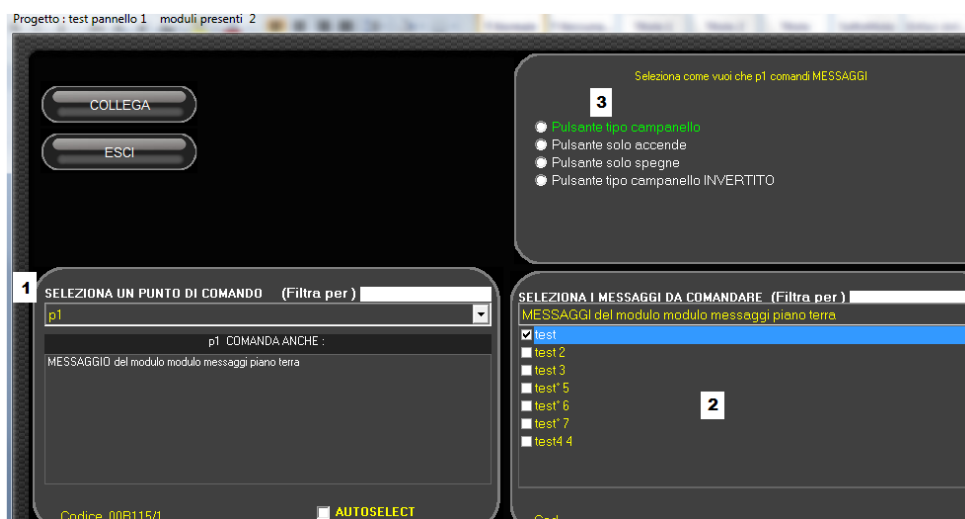 Progetto : test pannello 1 moduli presenti 2
COLLEGA
ESCI
Seleziona come vuoi che p1 comandi MESSAGGI
3
Pulsante tipo campanello
Pulsante solo accende
Pulsante solo spegne
Pulsante tipo campanello INVERTITO
1
SELEZIONA UN PUNTO DI COMANDO (Filtra per )
p1
p1 COMANDA ANCHE :
MESSAGGIO del modulo modulo messaggi piano terra
Codice 00B115/1
AUTOSELECT
SELEZIONA I MESSAGGI DA COMANDARE (Filtra per )
MESSAGGI del modulo modulo messaggi piano terra
test
test 2
test 3
test* 5
test* 6
test* 7
test4 4
2